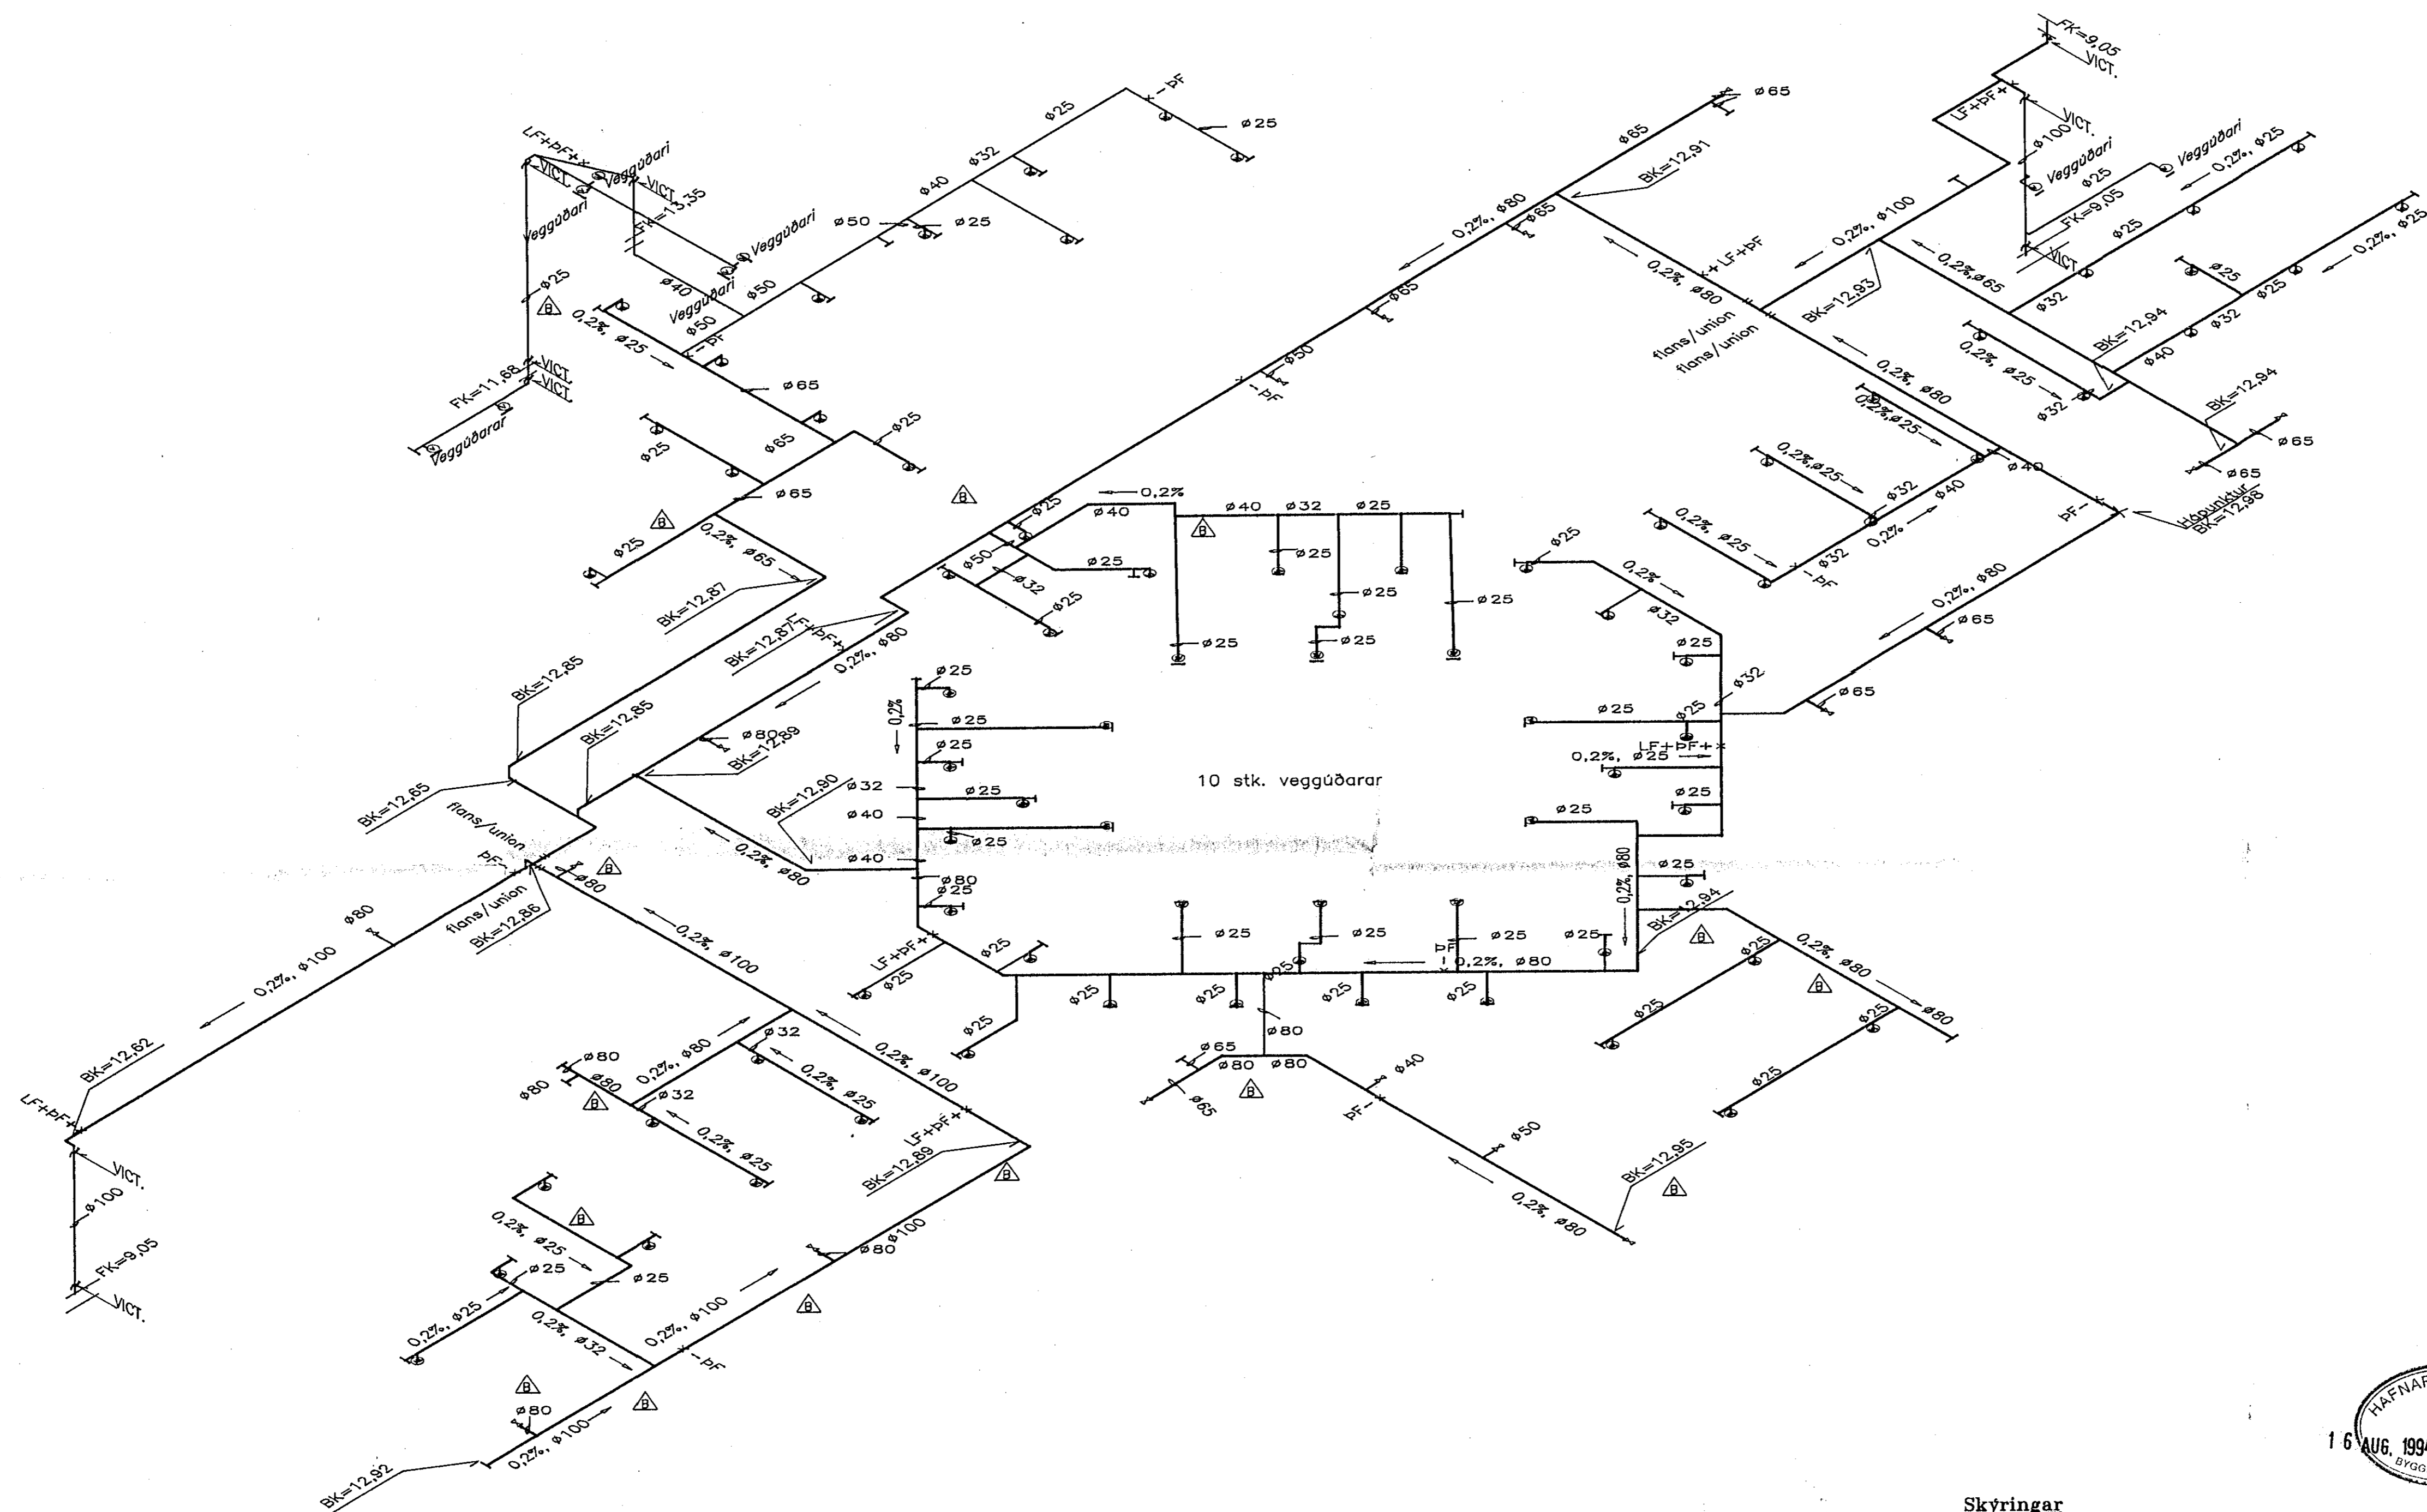 FK=9,05
VICT.
LF+ÞF+
VICT.
ø100
Veggúðari
Veggúðari
ø25
FK=9,05
VICT
0,2%, ø25
ø25
ø32
0,2%, ø25
ø25
ø25
ø32
ø40
BK=12,94
0,2%, ø25
ø32
BK=12,94
ø65
ø65
0,2%, ø100
BK=12,93
0,2%,ø65
ø65
ø65
BK=12,91
0,2%, ø80
ø65
LF+ÞF
0,2%, ø80
flans/union
flans/union
0,2%, ø80
0,2%,ø25
ø40
0,2%,ø25
ø32
ø40
0,2%
ø32
0,2%, ø25
-ÞF
ÞF-
Hápunktur
BK=12,98
0,2%, ø80
ø65
ø65
-ÞF
ø25
ø25
ø32
ø40
ø50
ø25
ø50
ø40
ø50
-ÞF
LF+ÞF+
VICT.
Veggúðari
VICT.
FK=13,35
Veggúðari
Veggúðari
Veggúðari
ø25
B
FK=11,68
VICT.
VICT.
Veggúðarar
0,2%, ø25
ø65
ø65
ø25
ø25
ø65
B
ø25
0,2%, ø65
BK=12,87
B
ø65
ø50
-ÞF
ø25
0,2%
ø40
ø50
ø32
ø25
ø25
ø40
ø32
ø25
B
ø25
ø25
ø25
ø25
ø25
BK=12,87
LF+ÞF+
0,2%, ø80
BK=12,85
BK=12,85
BK=12,65
ø80
BK=12,89
BK=12,90
0,2%, ø80
flans/union
ÞF-
flans/union
BK=12,86
ø80
B
ø25
0,2%
ø25
ø25
ø32
ø25
ø40
ø25
ø40
ø80
ø25
10 stk. veggúðarar
ø25
0,2%
ø32
ø25
ø32
ø25
ø25
LF+ÞF+
0,2%, ø25
ø25
ø25
0,2%, ø80
ø25
BK=12,94
B
0,2%, ø80
ø80
B
ø25
ø25
ø25
ø25
LF+ÞF+
ø25
ø25
ø25
ø25
ø25
ø25
ø25
ÞF
0,2%, ø80
ø25
ø25
ø25
ø25
ø25
ø80
ø65
ø80
ø80
B
ø65
ø40
ÞF-
ø50
BK=12,95
B
0,2%, ø80
ø80
0,2%, ø100
BK=12,62
LF+ÞF+
VICT.
ø100
FK=9,05
VICT.
0,2%, ø100
0,2%, ø80
ø32
0,2%, ø25
ø80
ø80
ø80
B
ø32
0,2%, ø25
0,2%, ø100
LF+ÞF+
BK=12,89
B
0,2%, ø25
B
ø25
ø25
0,2%, ø25
0,2%, ø32
0,2%, ø100
ø80
ø100
B
-ÞF
B
B
ø80
0,2%, ø100
BK=12,92
16 AUG. 1994
Skýringar